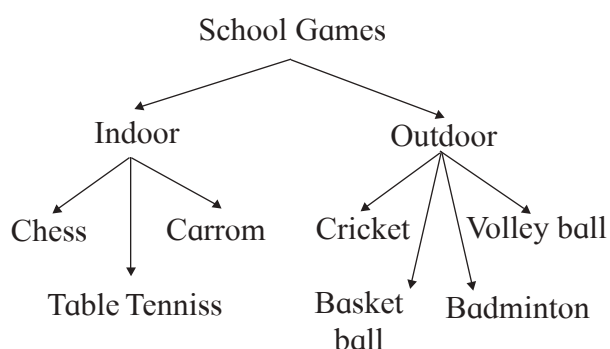 School Games
Indoor
Outdoor
Chess
Carrom
Cricket
Volley ball
Table Tenniss
Basket
ball
Badminton